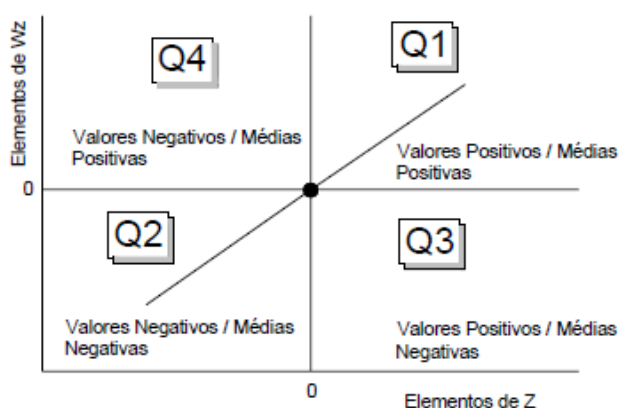 Elementos de Wz
Q4
Q1
Valores Negativos / Médias
Positivas
Valores Positivos / Médias
Positivas
0
Q2
Q3
Valores Negativos / Médias
Negativas
Valores Positivos / Médias
Negativas
0
Elementos de Z